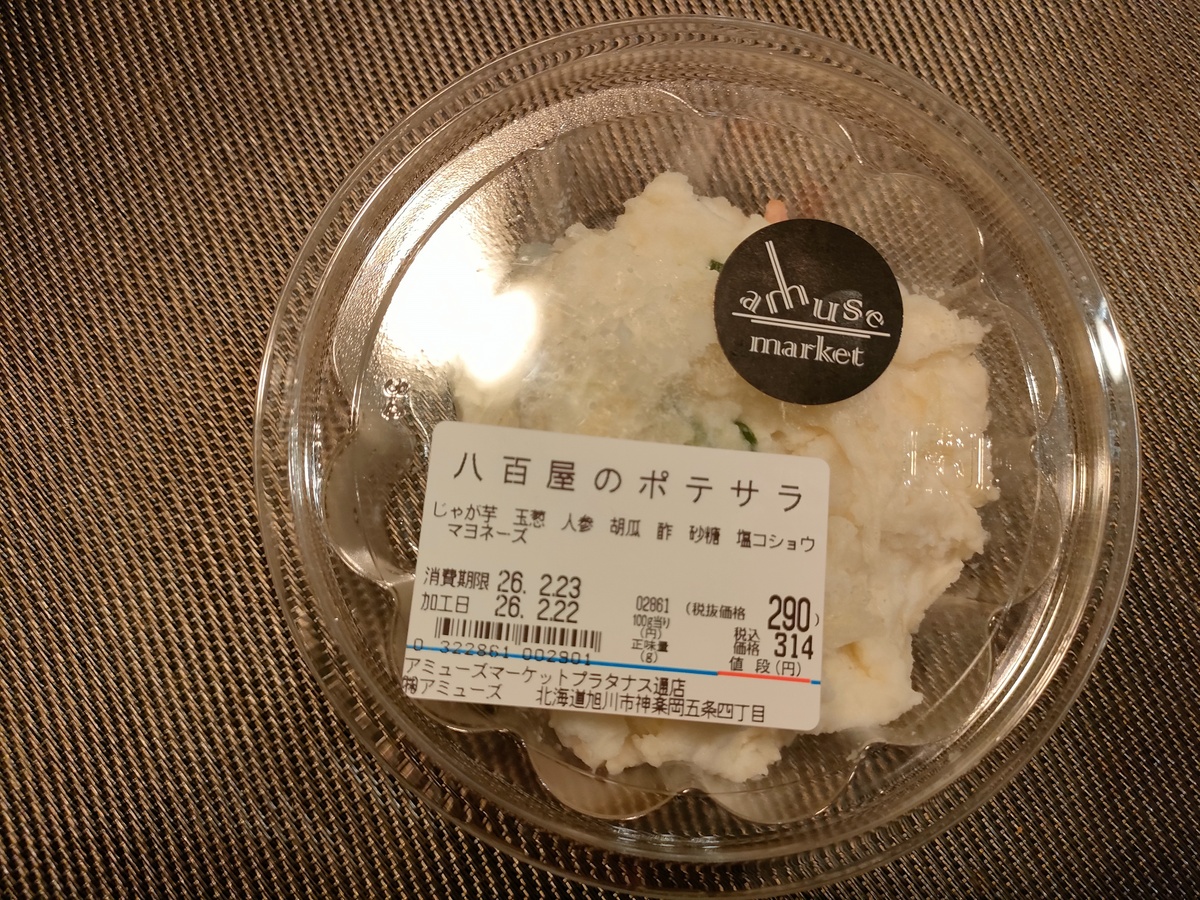 amuse
market
八百屋のポテサラ
じゃが芋 玉葱 人参 胡瓜 酢 砂糖 塩コショウ
マヨネーズ
消費期限 26. 2.23
加工日 26. 2.22
02861
100g当り
(円)
正味量
(g)
(税抜価格 290)
税込
価格 314
値段(円)
0 322861 002901
アミューズマーケットプラタナス通店
㈱アミューズ 北海道旭川市神楽岡五条四丁目